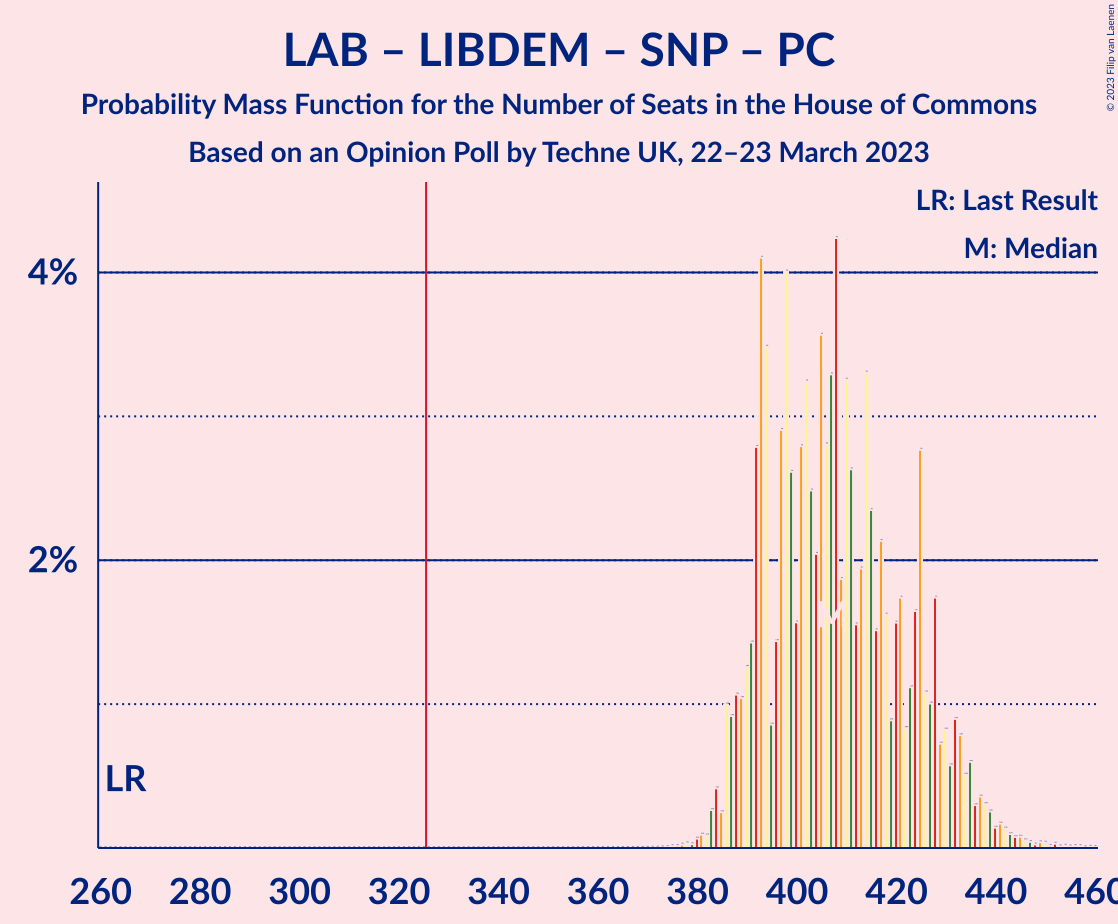 LAB – LIBDEM – SNP – PC
Probability Mass Function for the Number of Seats in the House of Commons
Based on an Opinion Poll by Techne UK, 22–23 March 2023
© 2023 Filip van Laenen
LR: Last Result
M: Median
4%
2%
M
LR
260 280 300 320 340 360 380 400 420 440 460